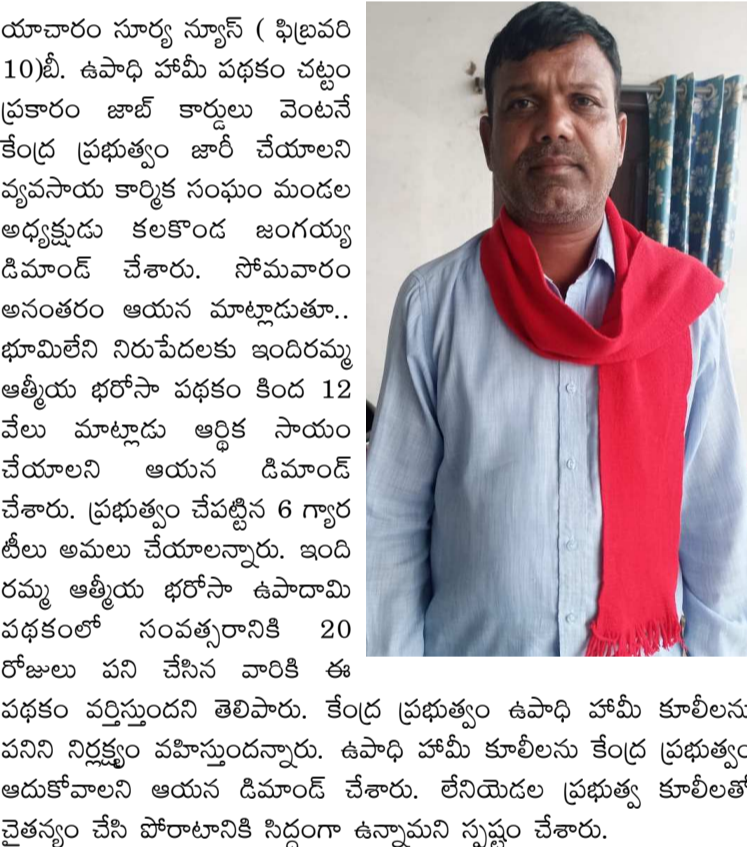 యాచారం సూర్య న్యూస్ ( ఫిబ్రవరి
10)బీ. ఉపాధి హామీ పథకం చట్టం
ప్రకారం జాబ్ కార్డులు వెంటనే
కేంద్ర ప్రభుత్వం జారీ చేయాలని
వ్యవసాయ కార్మిక సంఘం మండల
అధ్యక్షుడు కలకొండ జంగయ్య
డిమాండ్ చేశారు. సోమవారం
అనంతరం ఆయన మాట్లాడుతూ..
భూమిలేని నిరుపేదలకు ఇందిరమ్మ
ఆత్మీయ భరోసా పథకం కింద 12
వేలు మాట్లాడు ఆర్థిక సాయం
చేయాలని ఆయన డిమాండ్
చేశారు. ప్రభుత్వం చేపట్టిన 6 గ్యార
టీలు అమలు చేయాలన్నారు. ఇంది
రమ్మ ఆత్మీయ భరోసా ఉపాదామి
పథకంలో సంవత్సరానికి 20
రోజులు పని చేసిన వారికి ఈ
పథకం వర్తిస్తుందని తెలిపారు. కేంద్ర ప్రభుత్వం ఉపాధి హామీ కూలీలను
పనిని నిర్లక్ష్యం వహిస్తుందన్నారు. ఉపాధి హామీ కూలీలను కేంద్ర ప్రభుత్వం
ఆదుకోవాలని ఆయన డిమాండ్ చేశారు. లేనియెడల ప్రభుత్వ కూలీలతో
చైతన్యం చేసి పోరాటానికి సిద్ధంగా ఉన్నామని స్పష్టం చేశారు.